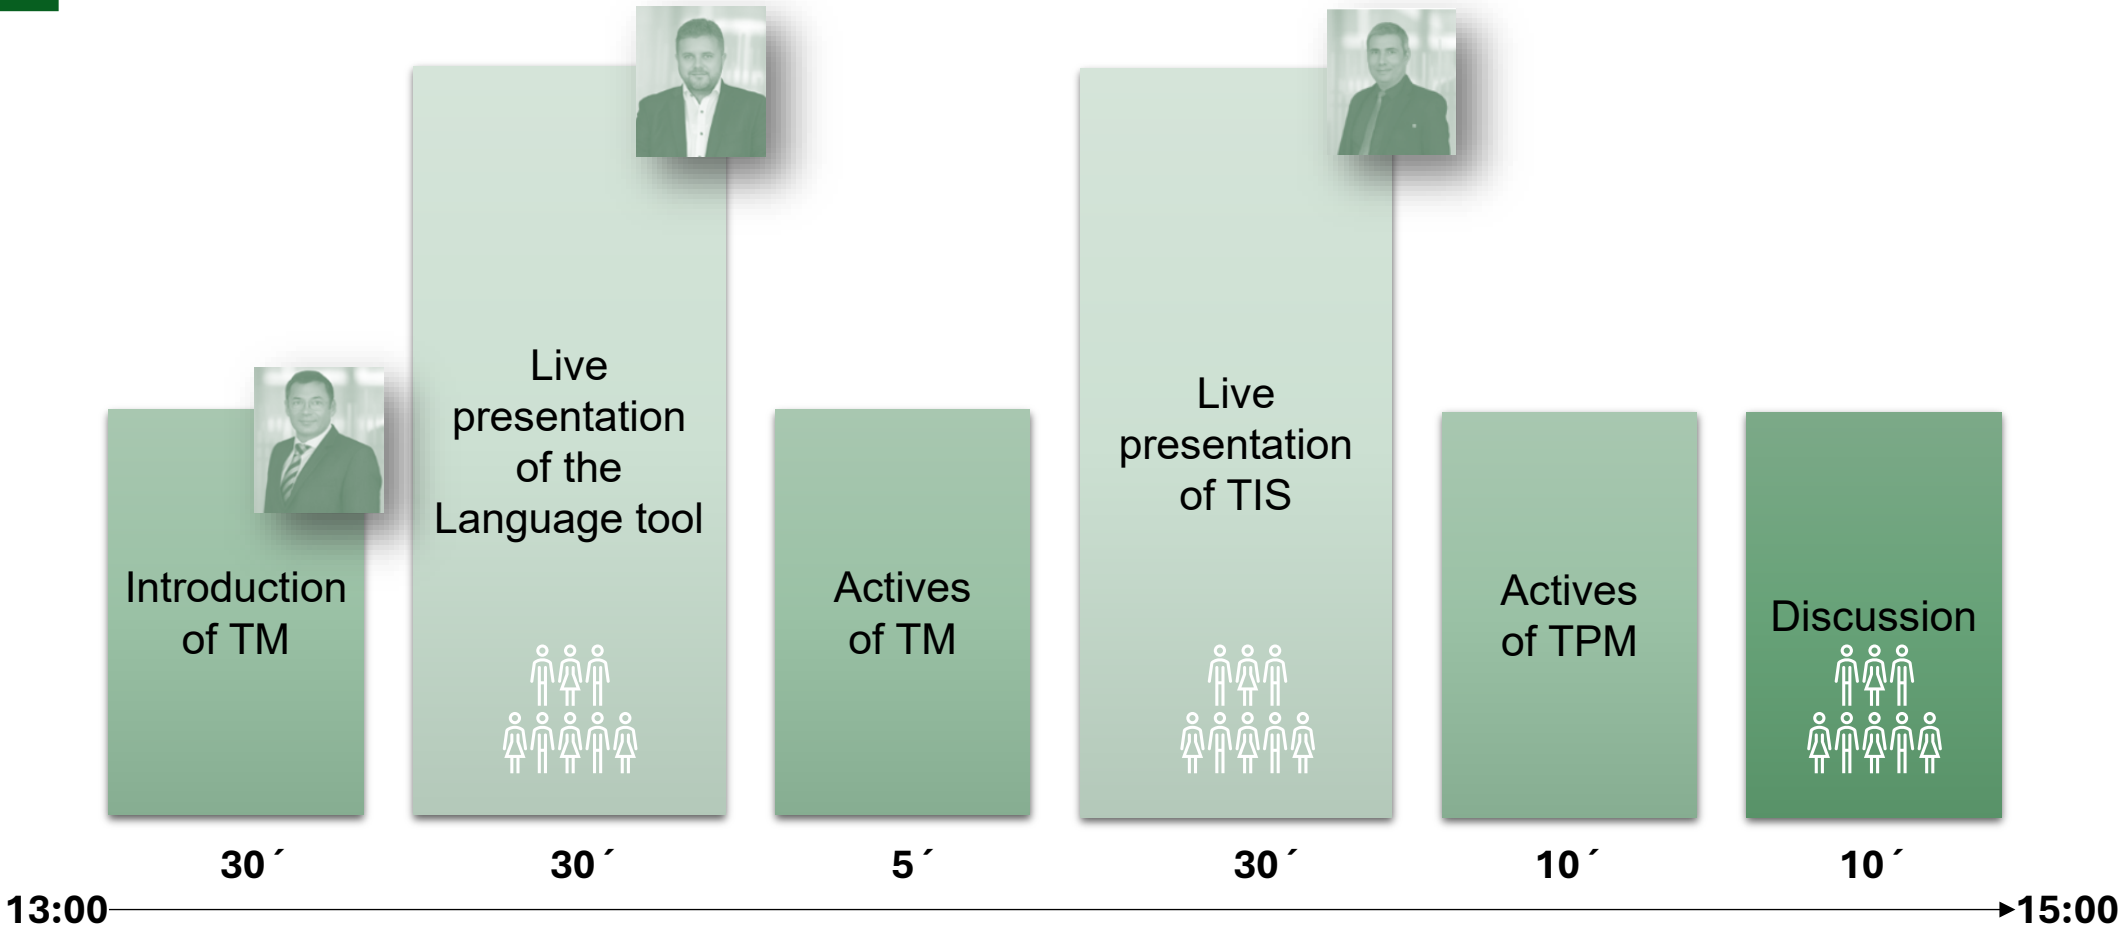 Introduction
of TM
Live
presentation
of the
Language tool
Actives
of TM
Live
presentation
of TIS
Actives
of TPM
Discussion
30´
30´
5´
30´
10´
10´
13:00
15:00